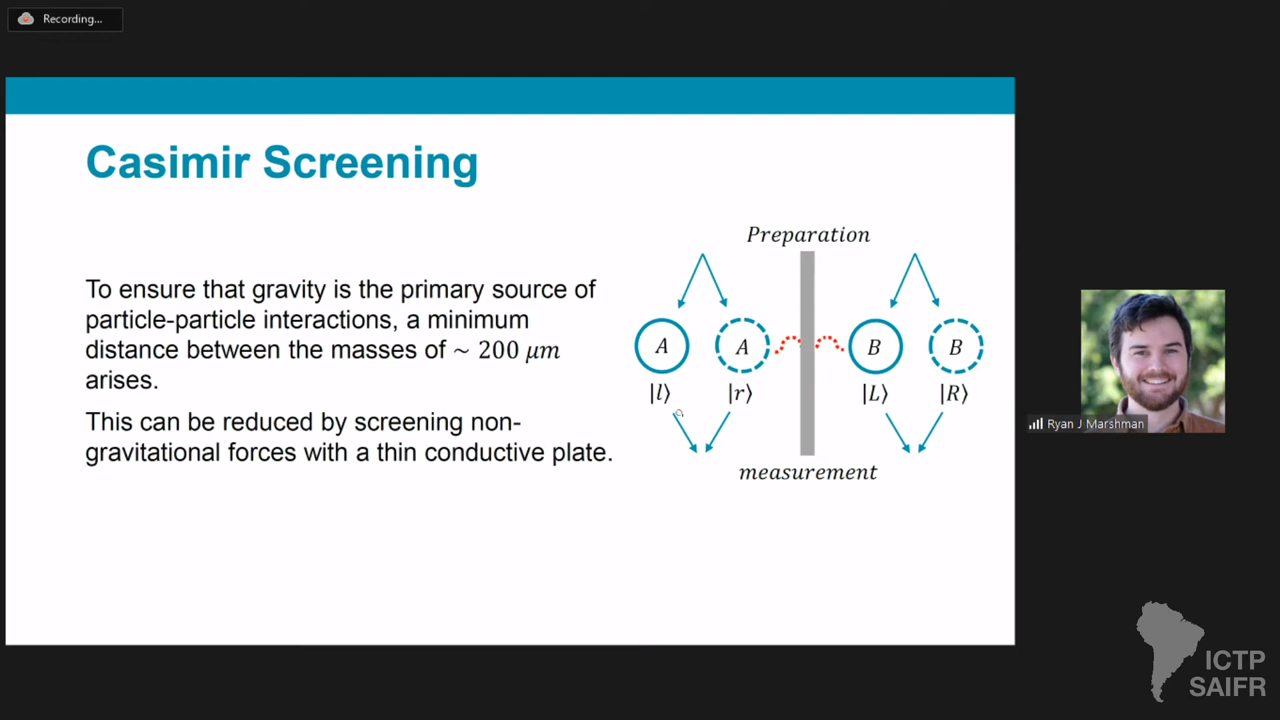 Recording...
Casimir Screening
To ensure that gravity is the primary source of
particle-particle interactions, a minimum
distance between the masses of ~ 200 μm
arises.
This can be reduced by screening non-
gravitational forces with a thin conductive plate.
Preparation
A A B B
|l⟩ |r⟩ |L⟩ |R⟩
measurement
Ryan J Marshman
ICTP
SAIFR